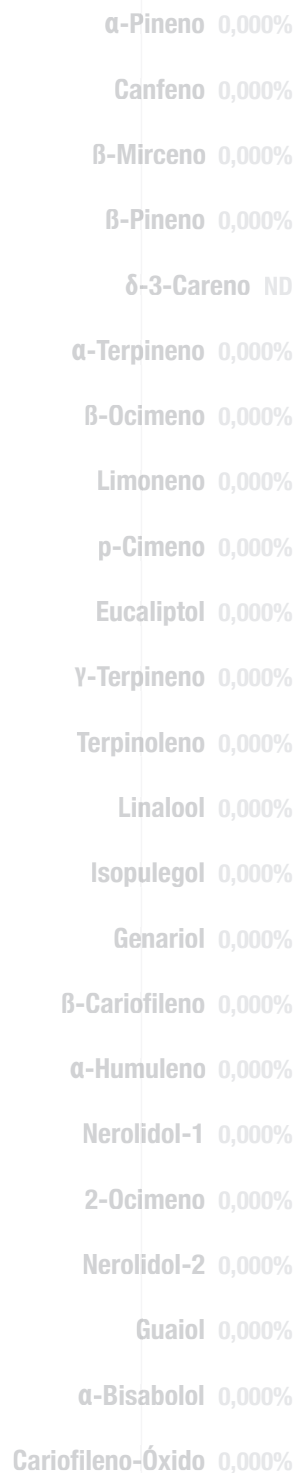 α-Pineno 0,000%
Canfeno 0,000%
ß-Mirceno 0,000%
ß-Pineno 0,000%
δ-3-Careno ND
α-Terpineno 0,000%
ß-Ocimeno 0,000%
Limoneno 0,000%
p-Cimeno 0,000%
Eucaliptol 0,000%
γ-Terpineno 0,000%
Terpinoleno 0,000%
Linalool 0,000%
Isopulegol 0,000%
Genariol 0,000%
ß-Cariofileno 0,000%
α-Humuleno 0,000%
Nerolidol-1 0,000%
2-Ocimeno 0,000%
Nerolidol-2 0,000%
Guaiol 0,000%
α-Bisabolol 0,000%
Cariofileno-Óxido 0,000%